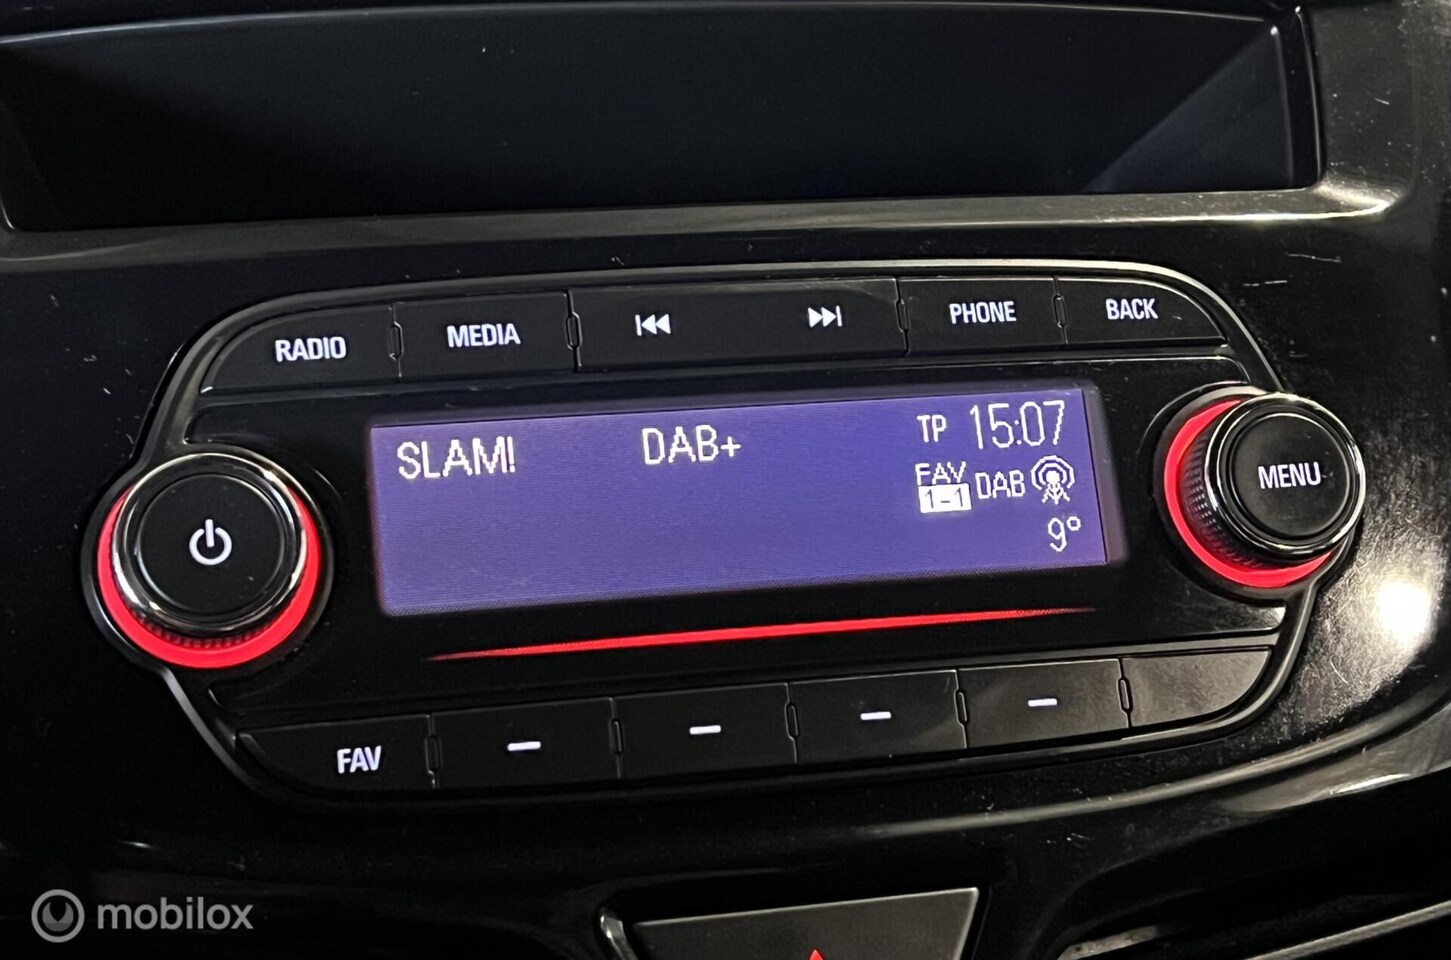 RADIO MEDIA PHONE BACK
SLAM! DAB+ TP 15:07
FAV
1-1 DAB
9°
MENU
FAV
mobilox